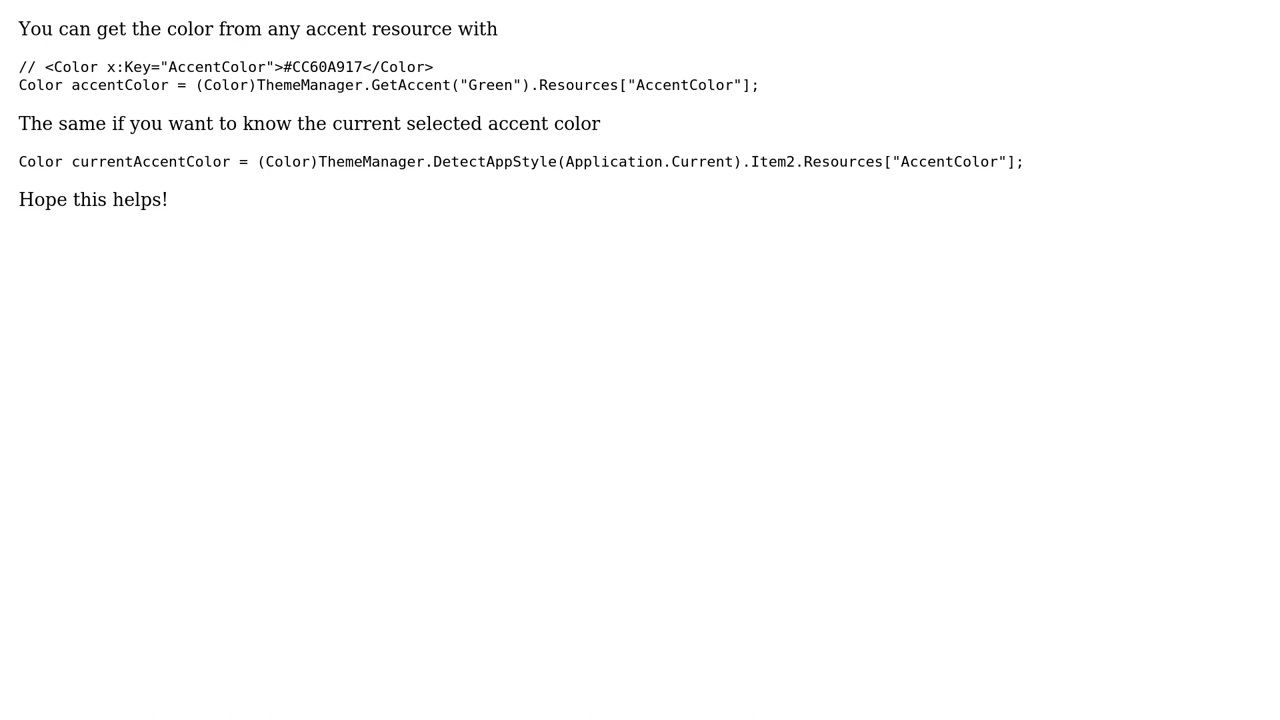 You can get the color from any accent resource with
// <Color x:Key="AccentColor">#CC60A917</Color>
Color accentColor = (Color)ThemeManager.GetAccent("Green").Resources["AccentColor"];
The same if you want to know the current selected accent color
Color currentAccentColor = (Color)ThemeManager.DetectAppStyle(Application.Current).Item2.Resources["AccentColor"];
Hope this helps!